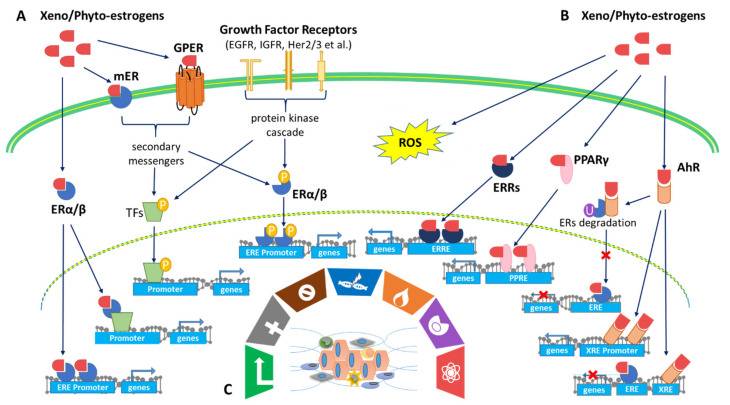 A
Xeno/Phyto-estrogens
GPER
mER
Growth Factor Receptors
(EGFR, IGFR, Her2/3 et al.)
protein kinase
cascade
secondary
messengers
P
ERα/β
ERα/β
TFs
P
P
P
P
ERE Promoter
genes
Promoter
genes
Promoter
genes
ERE Promoter
genes
B
Xeno/Phyto-estrogens
ROS
ERRs
PPARγ
AhR
U
ERs degradation
genes
ERRE
genes
PPRE
genes
ERE
genes
XRE Promoter
genes
ERE
XRE
C